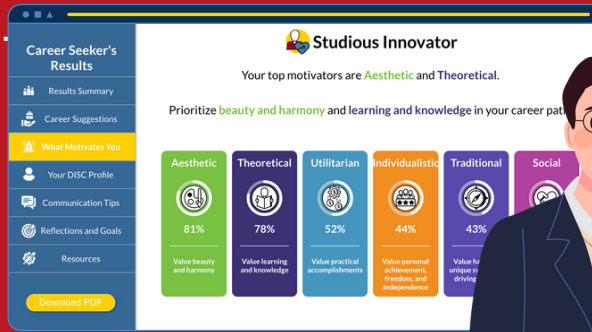 Career Seeker's
Results
Results Summary
Career Suggestions
What Motivates You
Your DISC Profile
Communication Tips
Reflections and Goals
Resources
Download PDF
Studious Innovator
Your top motivators are Aesthetic and Theoretical.
Prioritize beauty and harmony and learning and knowledge in your career
Aesthetic
81%
Value beauty
and harmony
Theoretical
78%
Value learning
and knowledge
Utilitarian
52%
Value practical
accomplishments
Individualistic
44%
Value personal
achievement,
freedom, and
independence
Traditional
43%
Value
unique
driving
Social